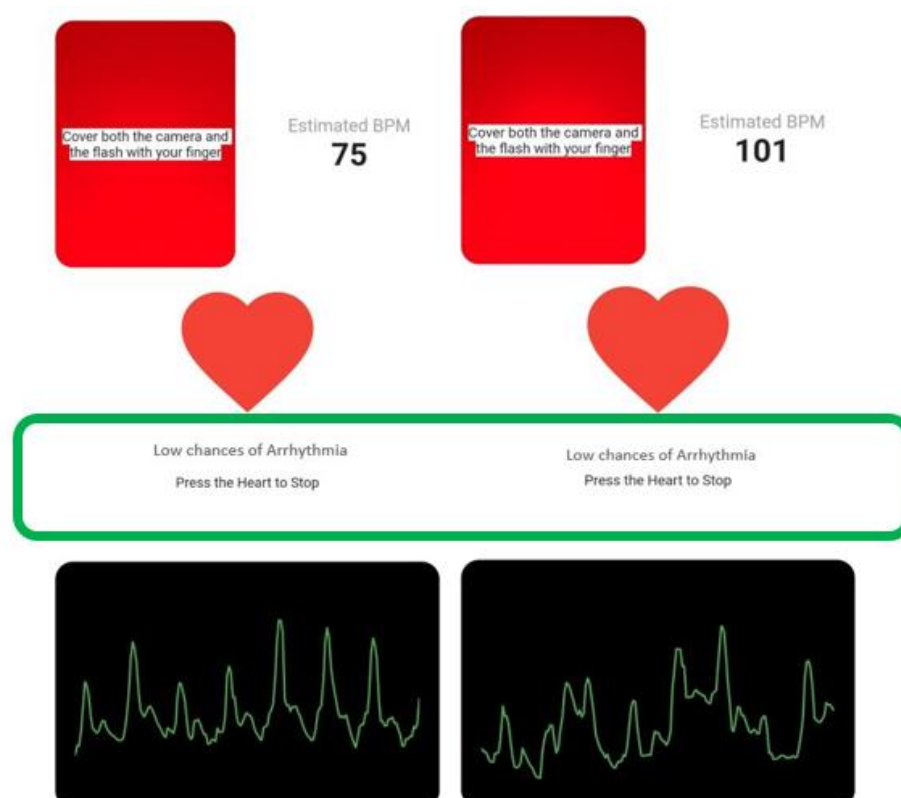 Cover both the camera and
the flash with your finger
Estimated BPM
75
Cover both the camera and
the flash with your finger
Estimated BPM
101
Low chances of Arrhythmia
Press the Heart to Stop
Low chances of Arrhythmia
Press the Heart to Stop